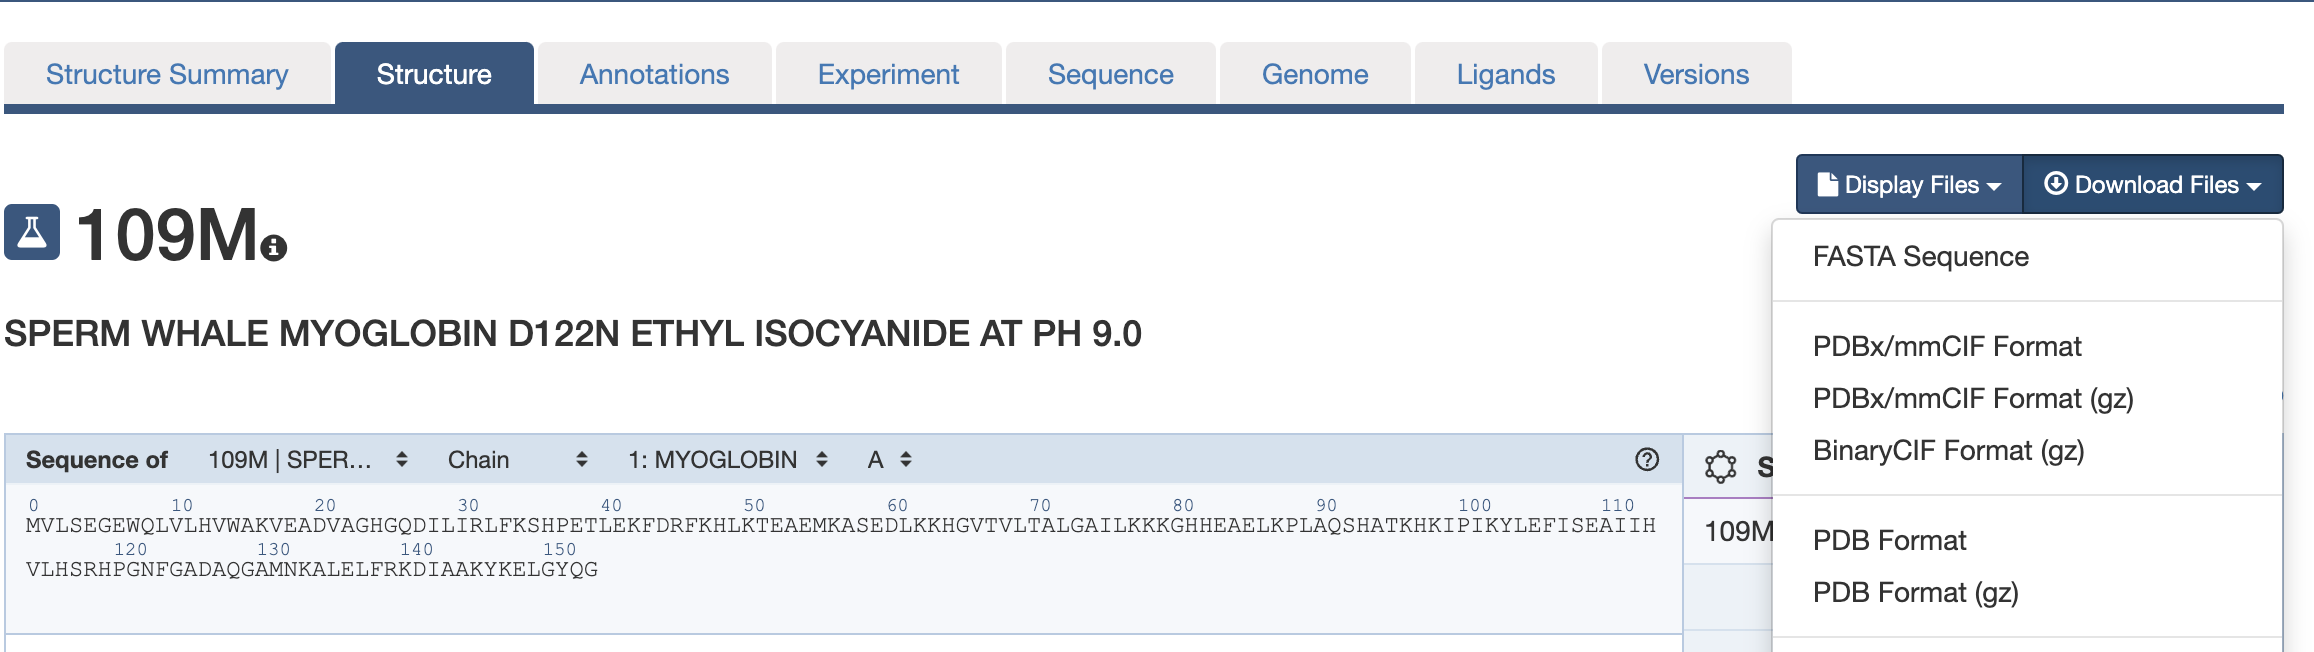 Structure Summary Structure Annotations Experiment Sequence Genome Ligands Versions
Display Files Download Files
109M
SPERM WHALE MYOGLOBIN D122N ETHYL ISOCYANIDE AT PH 9.0
FASTA Sequence
PDBx/mmCIF Format
PDBx/mmCIF Format (gz)
BinaryCIF Format (gz)
PDB Format
PDB Format (gz)
Sequence of 109M | SPER... Chain 1: MYOGLOBIN A
0 10 20 30 40 50 60 70 80 90 100 110
MVLSEGEWQLVLHVWAKVEADVAGHGQDILIRLFKSHPETLEKFDRFKHLKTEAEMKASEDLKKHGVTVLTALGAILKKKGHHEAELKPLAQSHATKHKIPIKYLEFISEAIIH
120 130 140 150
VLHSRHPGNFGADAQGAMNKALELFRKDIAAKYKELGYQG
S
109M